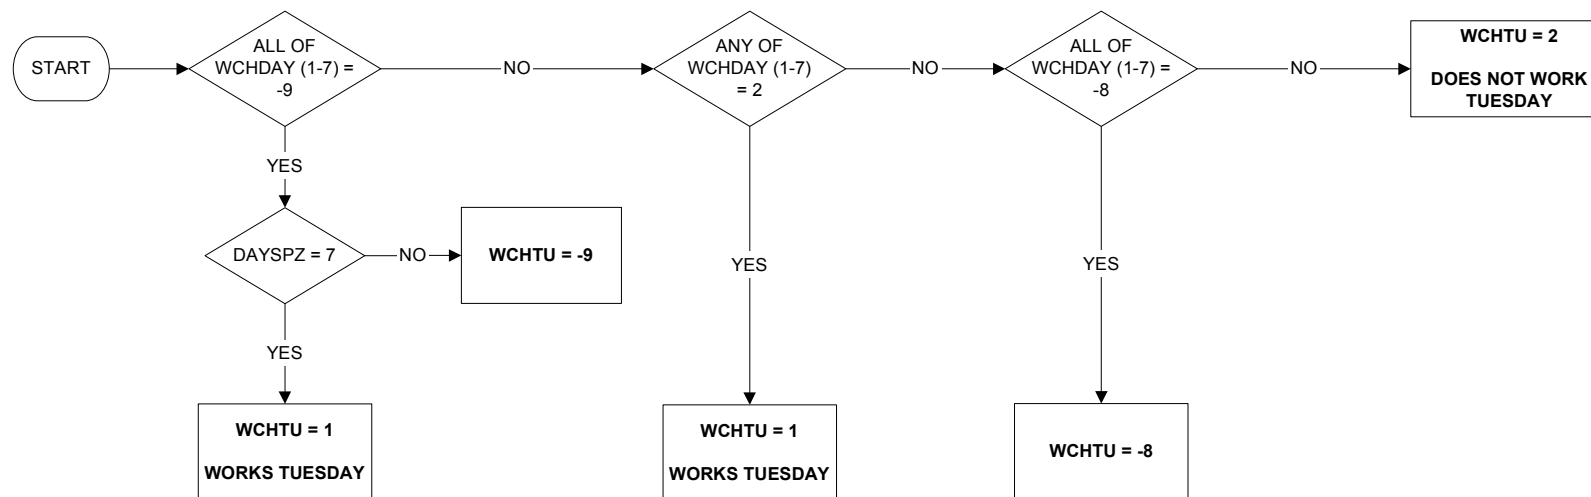 START
ALL OF
WCHDAY (1-7) =
-9
NO
ANY OF
WCHDAY (1-7)
= 2
NO
ALL OF
WCHDAY (1-7) =
-8
NO
WCHTU = 2
DOES NOT WORK
TUESDAY
YES
DAYSPZ = 7
NO
WCHTU = -9
YES
YES
YES
WCHTU = 1
WORKS TUESDAY
WCHTU = 1
WORKS TUESDAY
WCHTU = -8